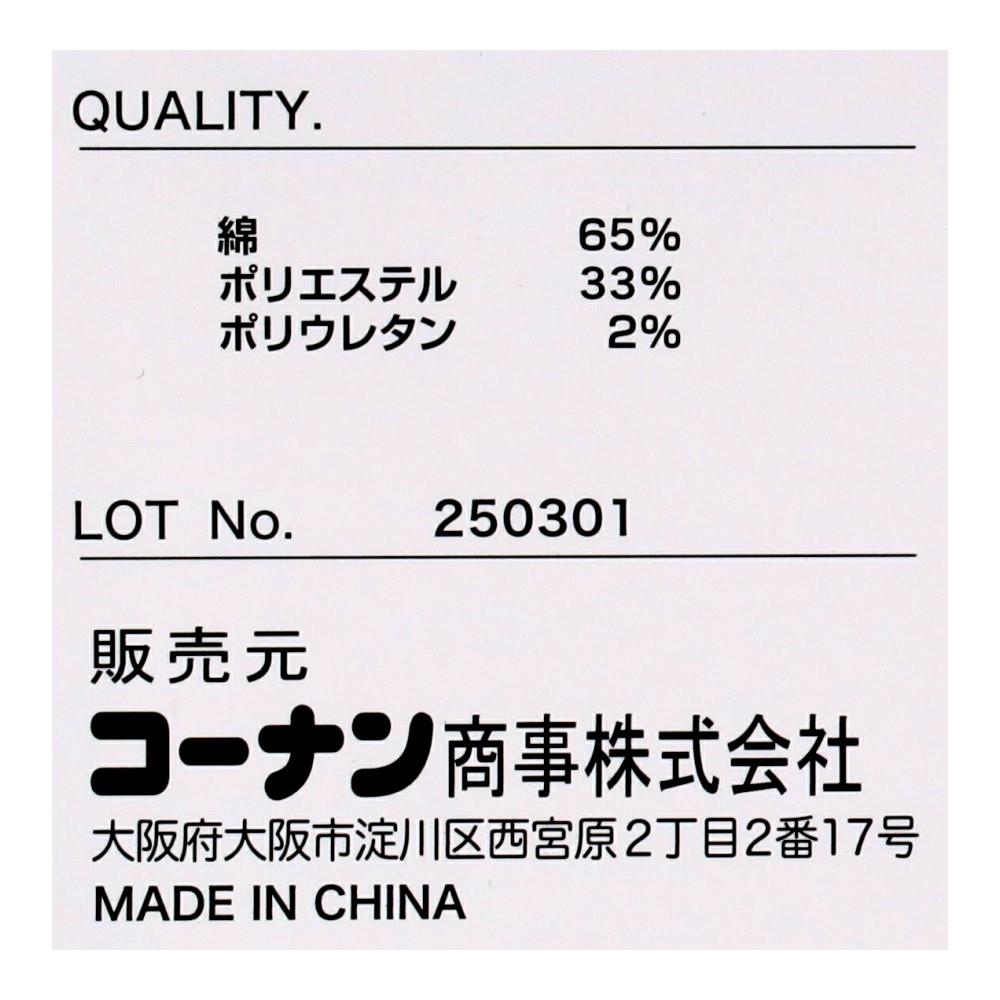 QUALITY.
綿 65%
ポリエステル 33%
ポリウレタン 2%
LOT No. 250301
販売元
コーナン商事株式会社
大阪府大阪市淀川区西宮原2丁目2番17号
MADE IN CHINA